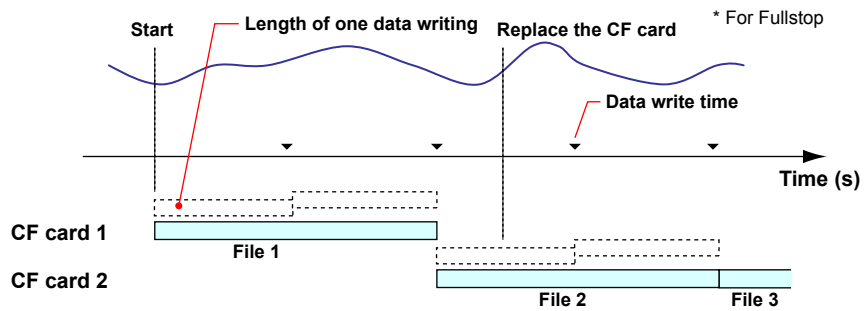 * For Fullstop
Start
Length of one data writing
Replace the CF card
Data write time
Time (s)
CF card 1
File 1
CF card 2
File 2
File 3